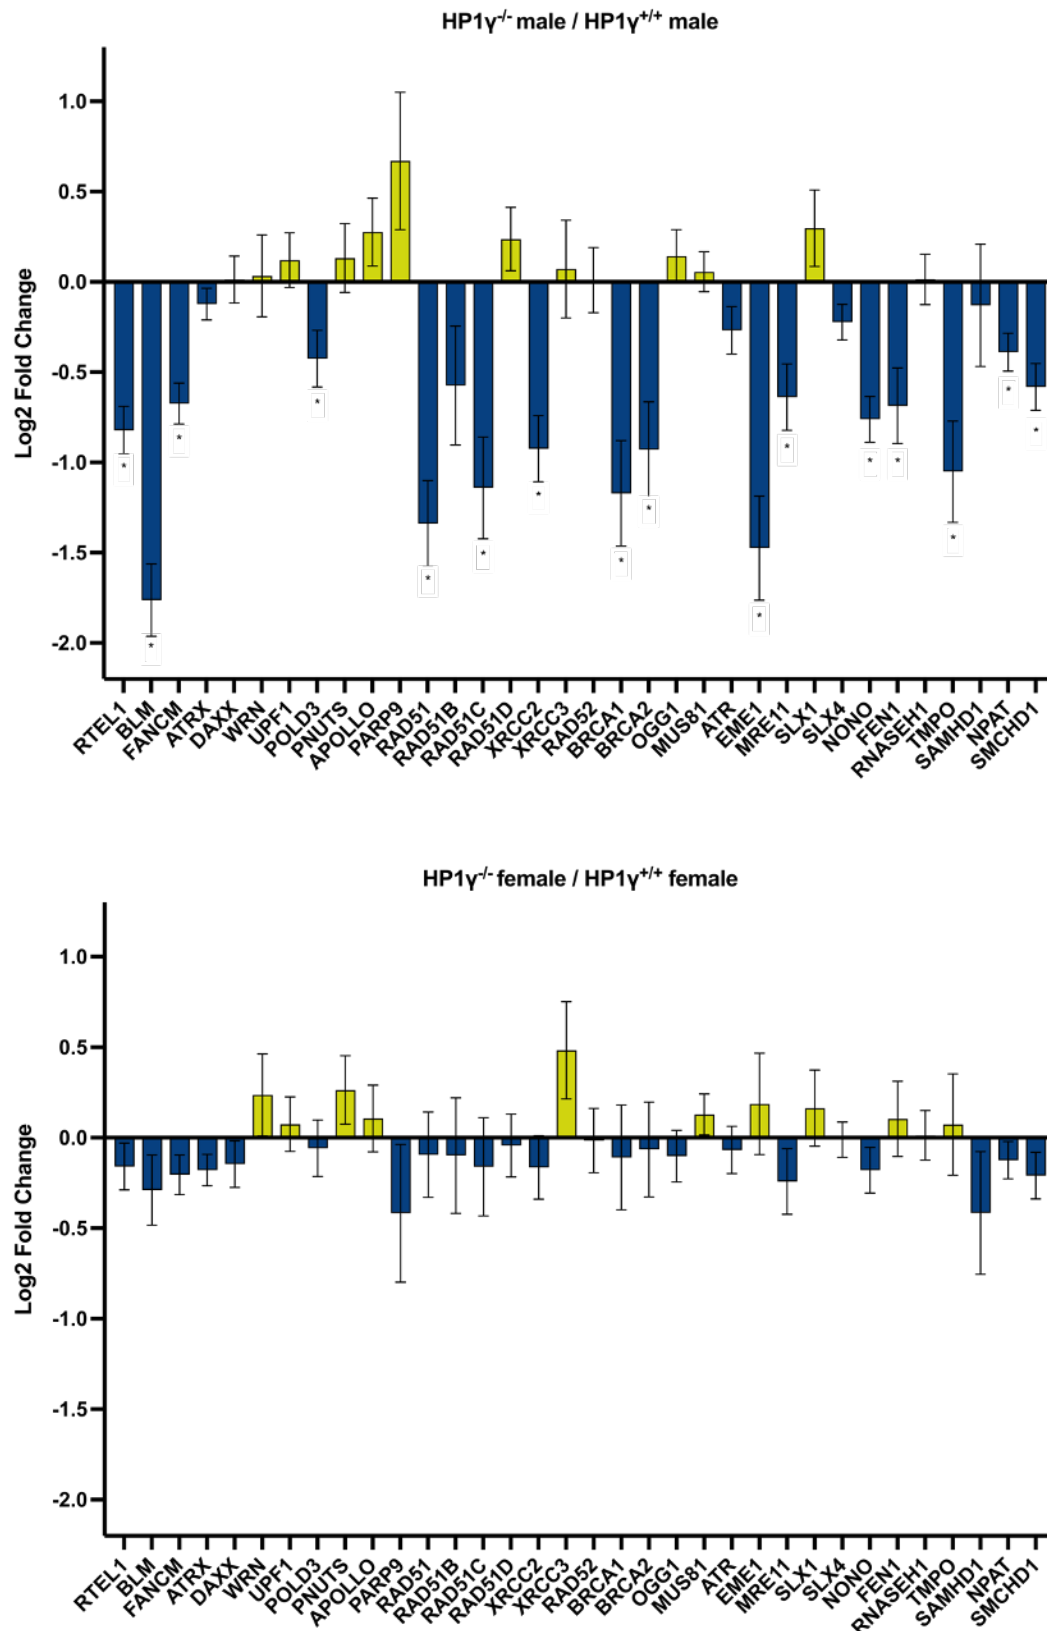 HP1γ-/- male / HP1γ+/+ male
Log2 Fold Change
1.0
0.5
0.0
-0.5
-1.0
-1.5
-2.0
* * * * * * * * * * * * * * * *
RTEL1 BLM FANCM ATRX DAXX WRN UPF1 POLD3 PNUTS APOLLO PARP9 RAD51 RAD51B RAD51C RAD51D XRCC2 XRCC3 RAD52 BRCA1 BRCA2 OGG1 MUS81 ATR EME1 MRE11 SLX1 SLX4 NONO FEN1 RNASEH1 TMPO SAMHD1 NPAT SMCHD1
HP1γ-/- female / HP1γ+/+ female
Log2 Fold Change
1.0
0.5
0.0
-0.5
-1.0
-1.5
-2.0
RTEL1 BLM FANCM ATRX DAXX WRN UPF1 POLD3 PNUTS APOLLO PARP9 RAD51 RAD51B RAD51C RAD51D XRCC2 XRCC3 RAD52 BRCA1 BRCA2 OGG1 MUS81 ATR EME1 MRE11 SLX1 SLX4 NONO FEN1 RNASEH1 TMPO SAMHD1 NPAT SMCHD1